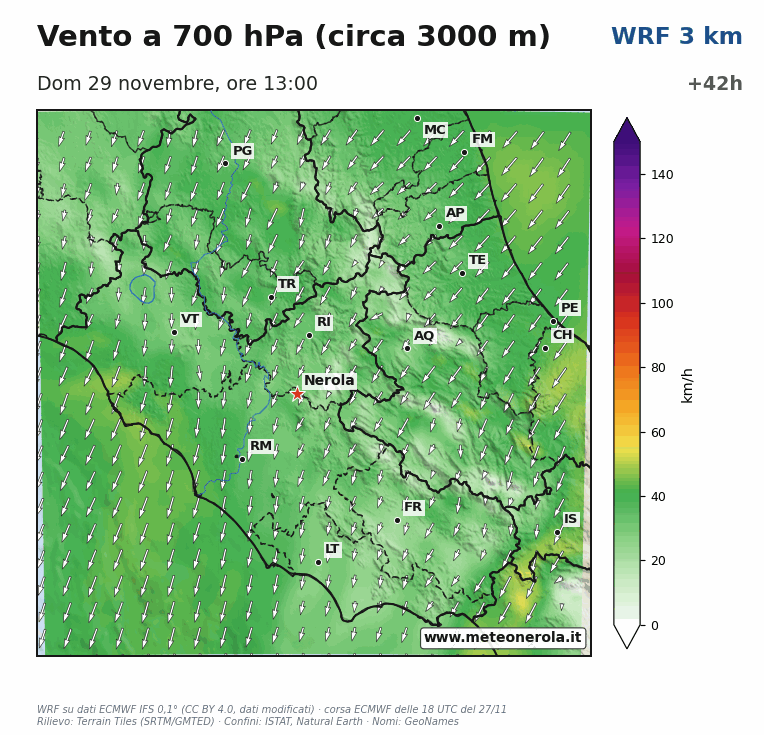 Vento a 700 hPa (circa 3000 m)
WRF 3 km
Dom 29 novembre, ore 13:00
+42h
MC
FM
PG
AP
TE
TR
PE
VT
RI
AQ
CH
Nerola
RM
FR
IS
LT
www.meteonerola.it
140
120
100
80
60
40
20
0
km/h
WRF su dati ECMWF IFS 0,1° (CC BY 4.0, dati modificati) · corsa ECMWF delle 18 UTC del 27/11
Rilievo: Terrain Tiles (SRTM/GMTED) · Confini: ISTAT, Natural Earth · Nomi: GeoNames